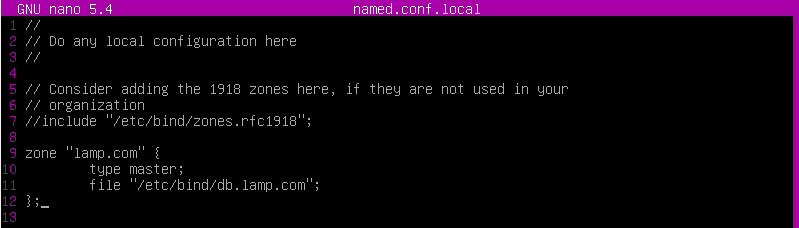 GNU nano 5.4 named.conf.local
1 //
2 // Do any local configuration here
3 //
4
5 // Consider adding the 1918 zones here, if they are not used in your
6 // organization
7 //include "/etc/bind/zones.rfc1918";
8
9 zone "lamp.com" {
10 type master;
11 file "/etc/bind/db.lamp.com";
12 };_
13